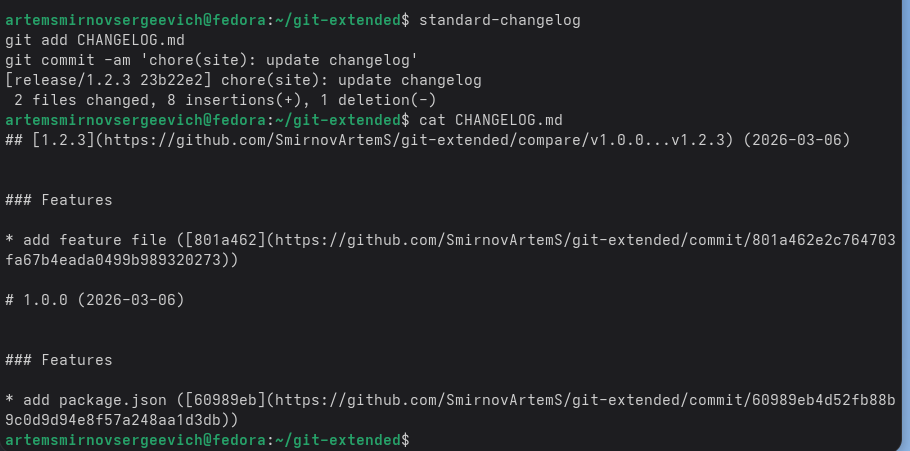 artemsmirnovsergeevich@fedora:~/git-extended$ standard-changelog
git add CHANGELOG.md
git commit -am 'chore(site): update changelog'
[release/1.2.3 23b22e2] chore(site): update changelog
 2 files changed, 8 insertions(+), 1 deletion(-)
artemsmirnovsergeevich@fedora:~/git-extended$ cat CHANGELOG.md
## [1.2.3](https://github.com/SmirnovArtemS/git-extended/compare/v1.0.0...v1.2.3) (2026-03-06)
### Features
* add feature file ([801a462](https://github.com/SmirnovArtemS/git-extended/commit/801a462e2c764703
fa67b4eada0499b989320273))
# 1.0.0 (2026-03-06)
### Features
* add package.json ([60989eb](https://github.com/SmirnovArtemS/git-extended/commit/60989eb4d52fb88b
9c0d9d94e8f57a248aa1d3db))
artemsmirnovsergeevich@fedora:~/git-extended$